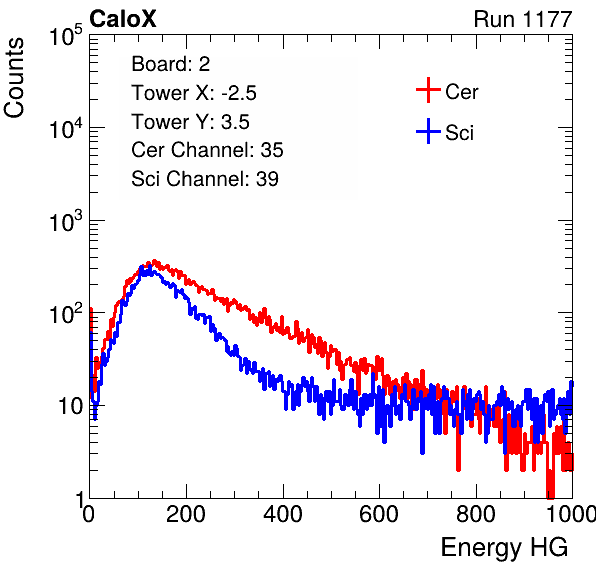 CaloX Run 1177
Counts
10^5
10^4
10^3
10^2
10
1
Board: 2
Tower X: -2.5
Tower Y: 3.5
Cer Channel: 35
Sci Channel: 39
Cer
Sci
0 200 400 600 800 1000
Energy HG